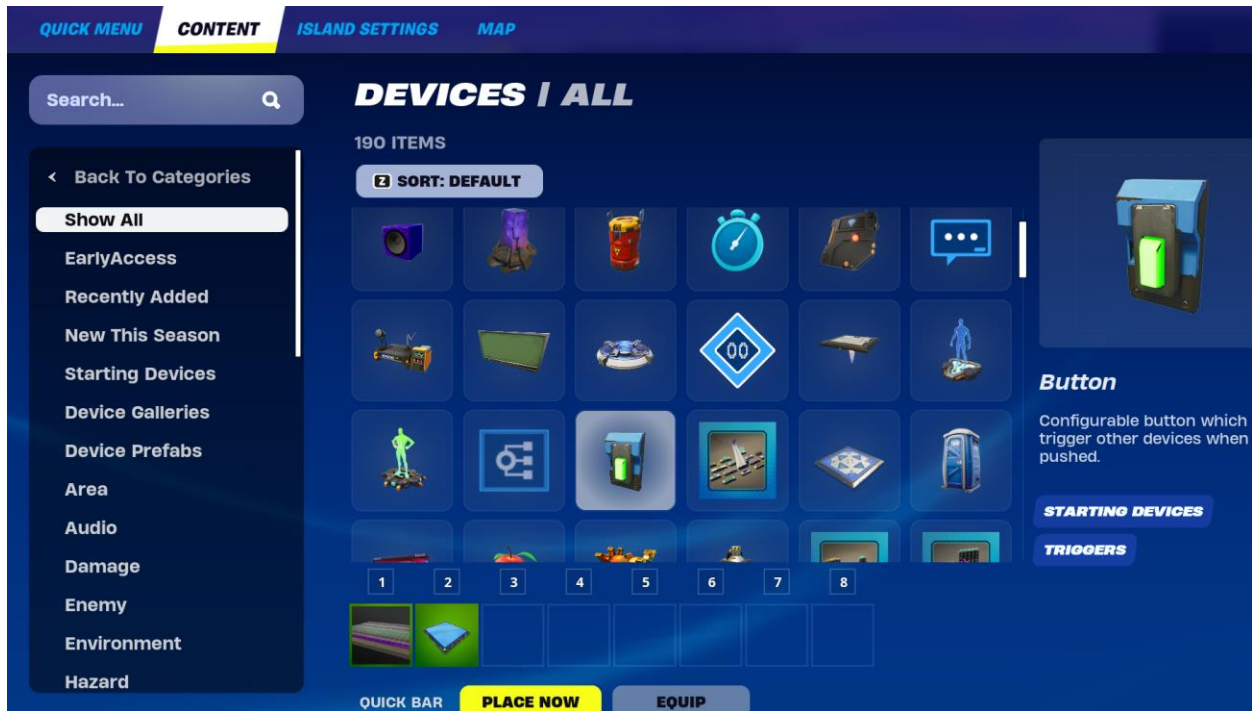 QUICK MENU
CONTENT
ISLAND SETTINGS
MAP
Search...
DEVICES / ALL
190 ITEMS
Z SORT: DEFAULT
< Back To Categories
Show All
EarlyAccess
Recently Added
New This Season
Starting Devices
Device Galleries
Device Prefabs
Area
Audio
Damage
Enemy
Environment
Hazard
00
Button
Configurable button which
trigger other devices when
pushed.
STARTING DEVICES
TRIGGERS
1 2 3 4 5 6 7 8
QUICK BAR
PLACE NOW
EQUIP